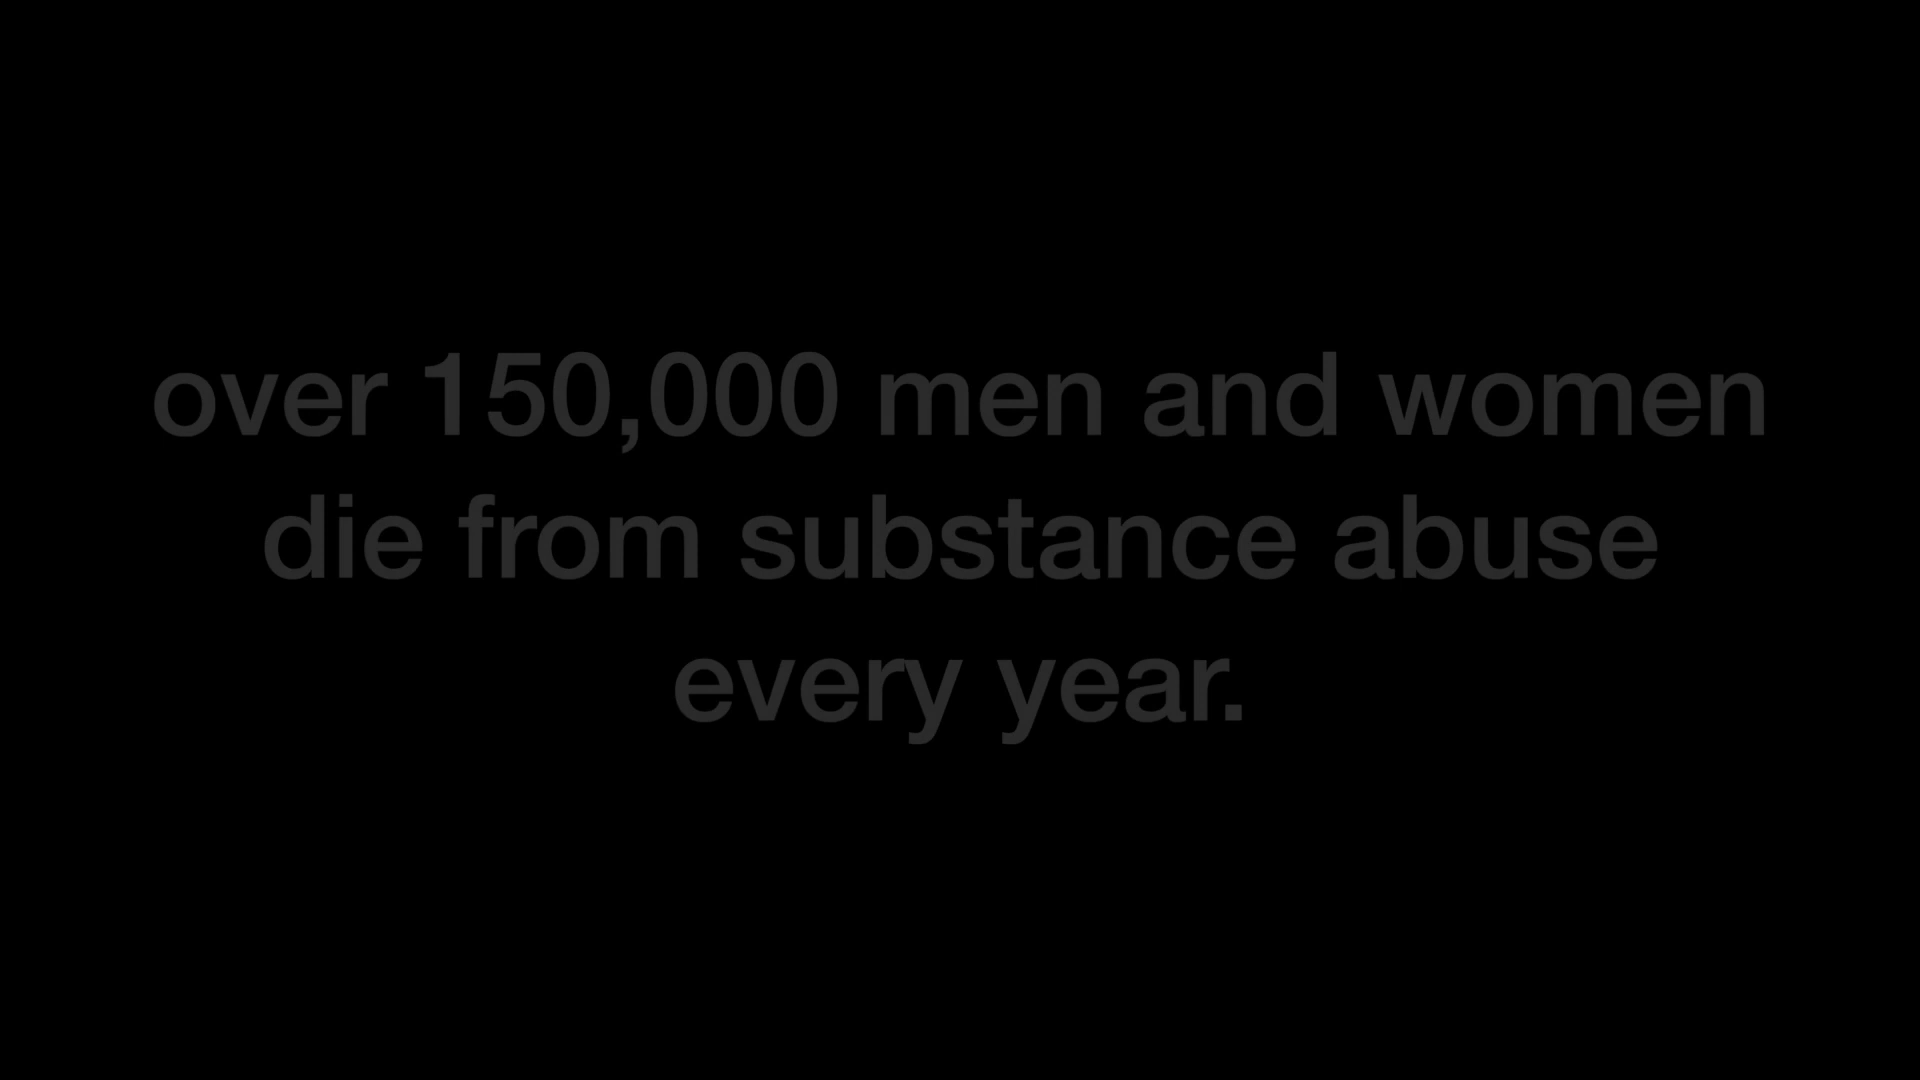 over 150,000 men and women
die from substance abuse
every year.